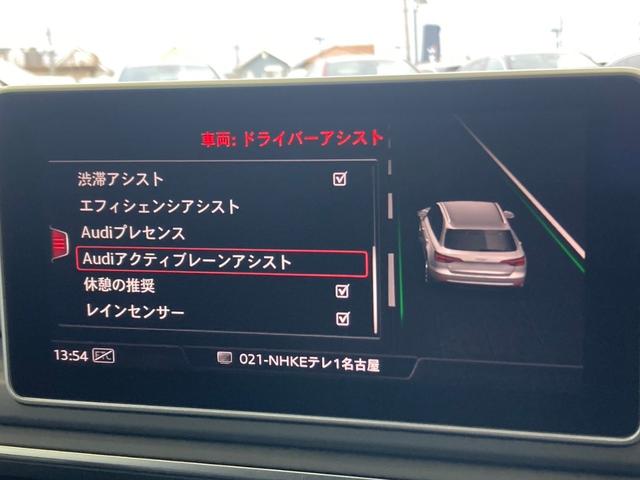 車両: ドライバーアシスト
渋滞アシスト
エフィシェンシアシスト
Audiプレセンス
Audiアクティブレーンアシスト
休憩の推奨
レインセンサー
13:54
021-NHKEテレ1名古屋